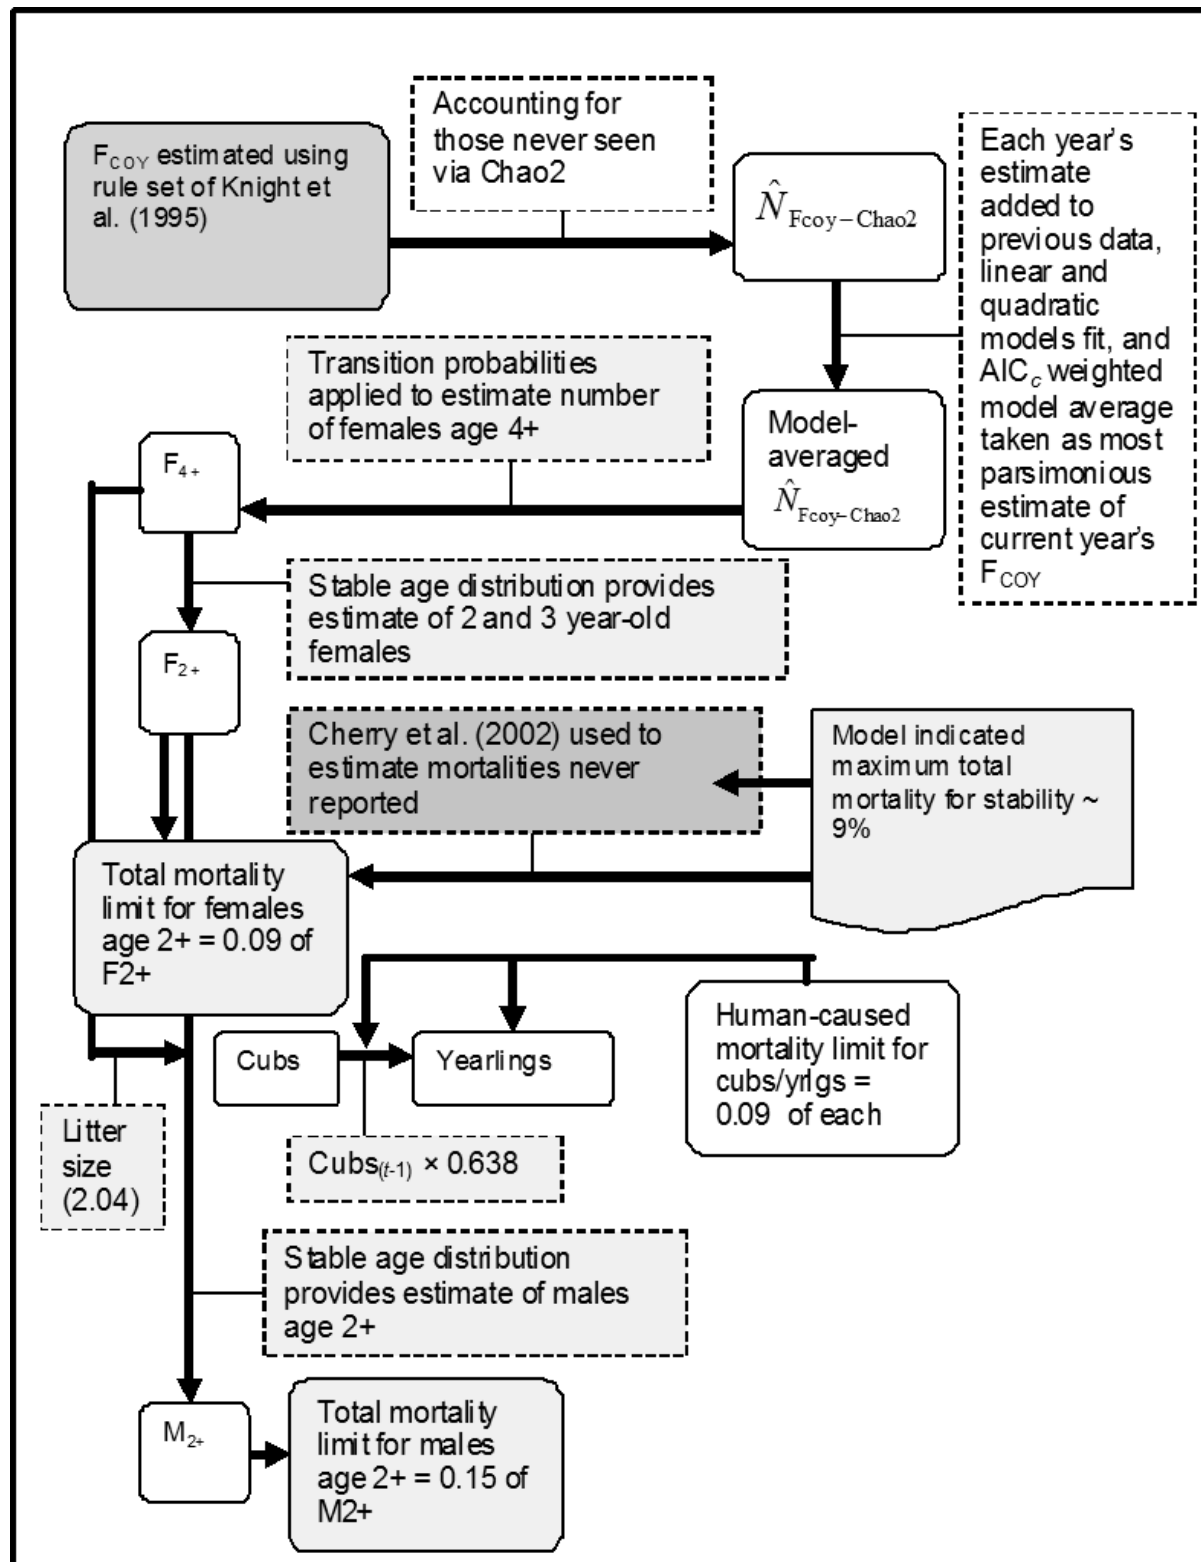 F_COY estimated using
rule set of Knight et
al. (1995)
Accounting for
those never seen
via Chao2
N̂_Fcoy–Chao2
Each year's
estimate
added to
previous data,
linear and
quadratic
models fit, and
AIC_c weighted
model average
taken as most
parsimonious
estimate of
current year's
F_COY
Transition probabilities
applied to estimate number
of females age 4+
Model-
averaged
N̂_Fcoy–Chao2
F_4+
Stable age distribution provides
estimate of 2 and 3 year-old
females
F_2+
Cherry et al. (2002) used to
estimate mortalities never
reported
Model indicated
maximum total
mortality for stability ~
9%
Total mortality
limit for females
age 2+ = 0.09 of
F2+
Cubs
Yearlings
Human-caused
mortality limit for
cubs/yrlgs =
0.09 of each
Litter
size
(2.04)
Cubs_(t-1) × 0.638
Stable age distribution
provides estimate of males
age 2+
M_2+
Total mortality
limit for males
age 2+ = 0.15 of
M2+